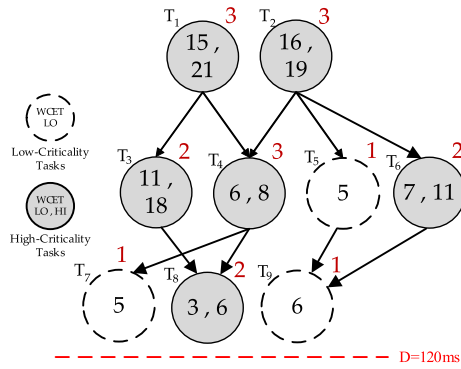 T1 3 T2 3
15 , 16 ,
21 19
WCET
LO
Low-Criticality
Tasks
T3 2 T4 3 T5 1 T6 2
11 , 6 , 8 5 7 , 11
18
WCET
LO , HI
High-Criticality
Tasks
T7 1 T8 2 T9 1
5 3 , 6 6
D=120ms